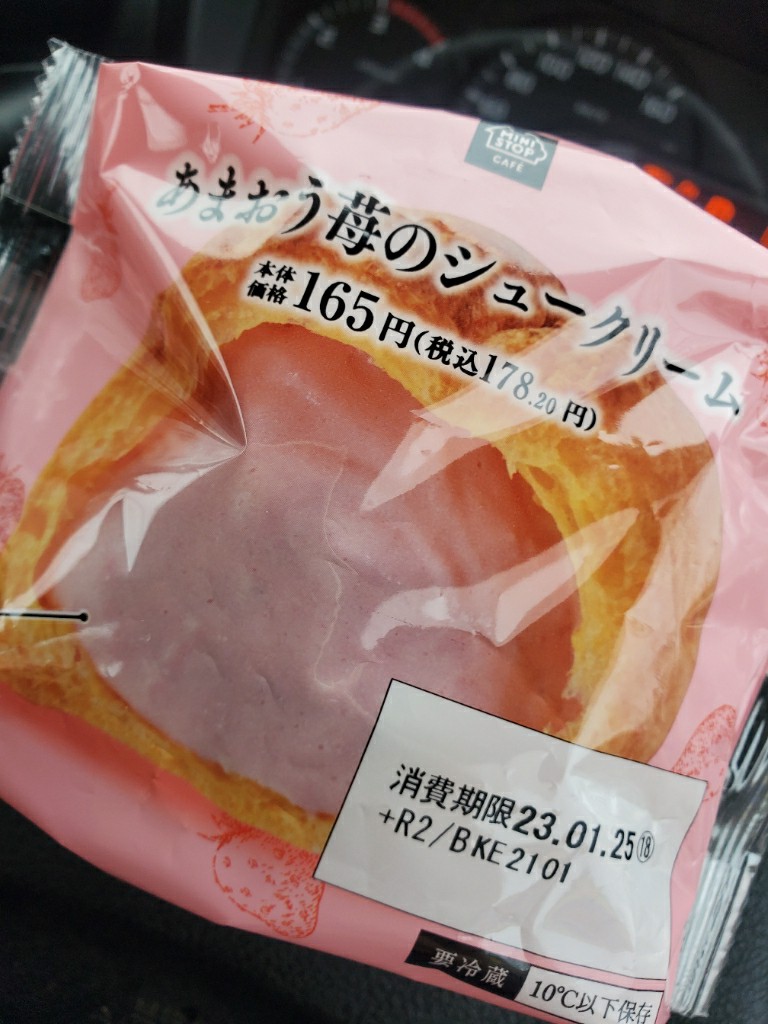 MINI
STOP
CAFE
あまおう苺のシュークリーム
本体
価格 165円(税込178.20円)
消費期限23.01.25⑱
+R2/BKE2101
要冷蔵 10℃以下保存